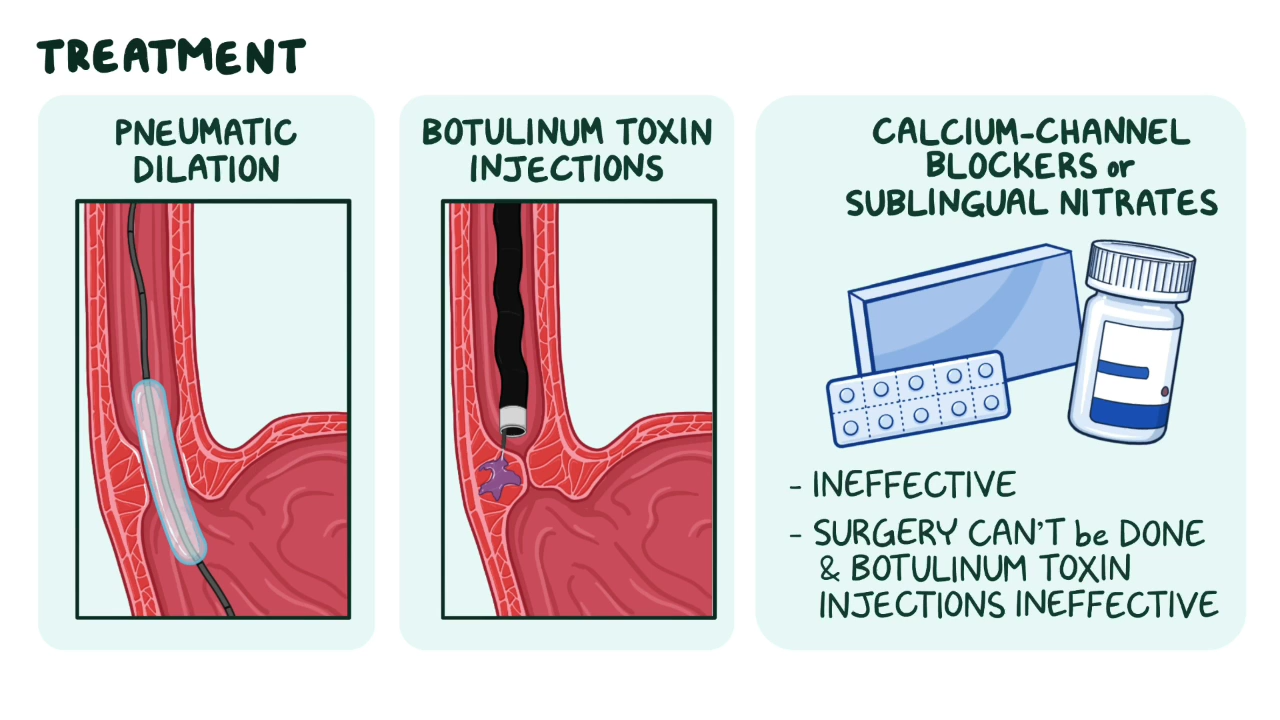 TREATMENT
PNEUMATIC
DILATION
BOTULINUM TOXIN
INJECTIONS
CALCIUM-CHANNEL
BLOCKERS or
SUBLINGUAL NITRATES
- INEFFECTIVE
- SURGERY CAN'T be DONE
& BOTULINUM TOXIN
INJECTIONS INEFFECTIVE